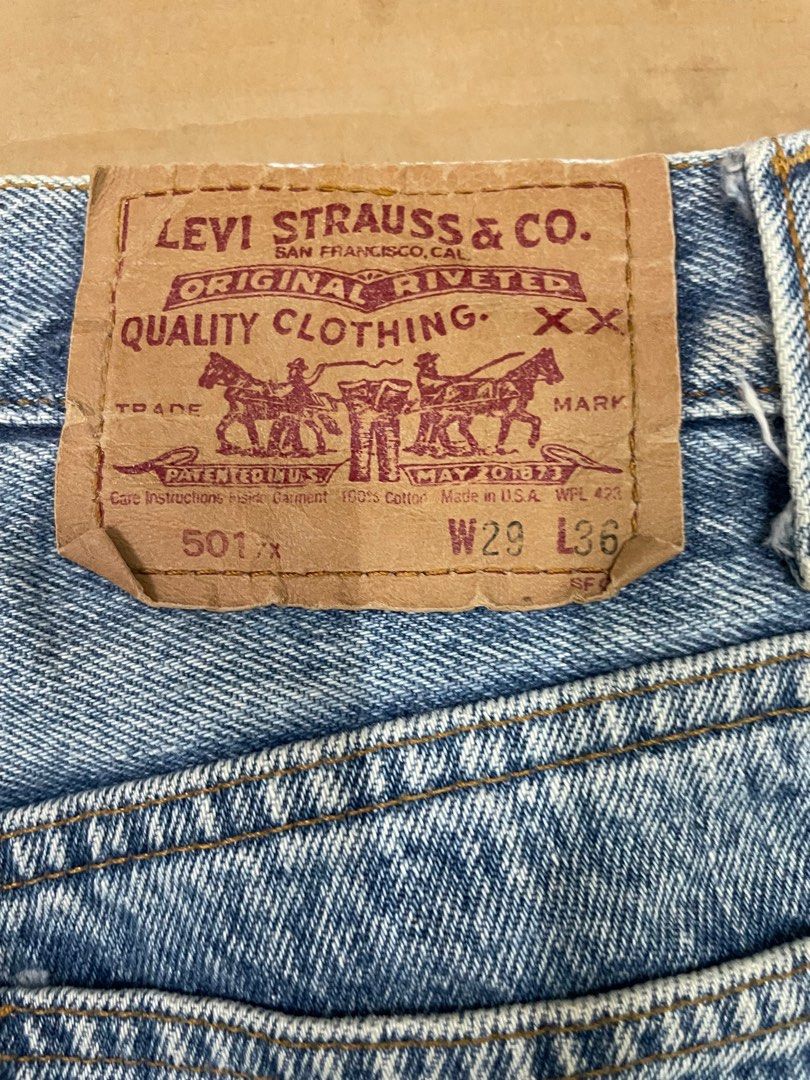 LEVI STRAUSS & CO.
SAN FRANCISCO, CAL.
ORIGINAL RIVETED
QUALITY CLOTHING. XX
TRADE MARK
PATENTED IN U.S. MAY 20 1873
Care Instructions Inside Garment 100% Cotton Made in U.S.A. WPL 423
501 XX W29 L36